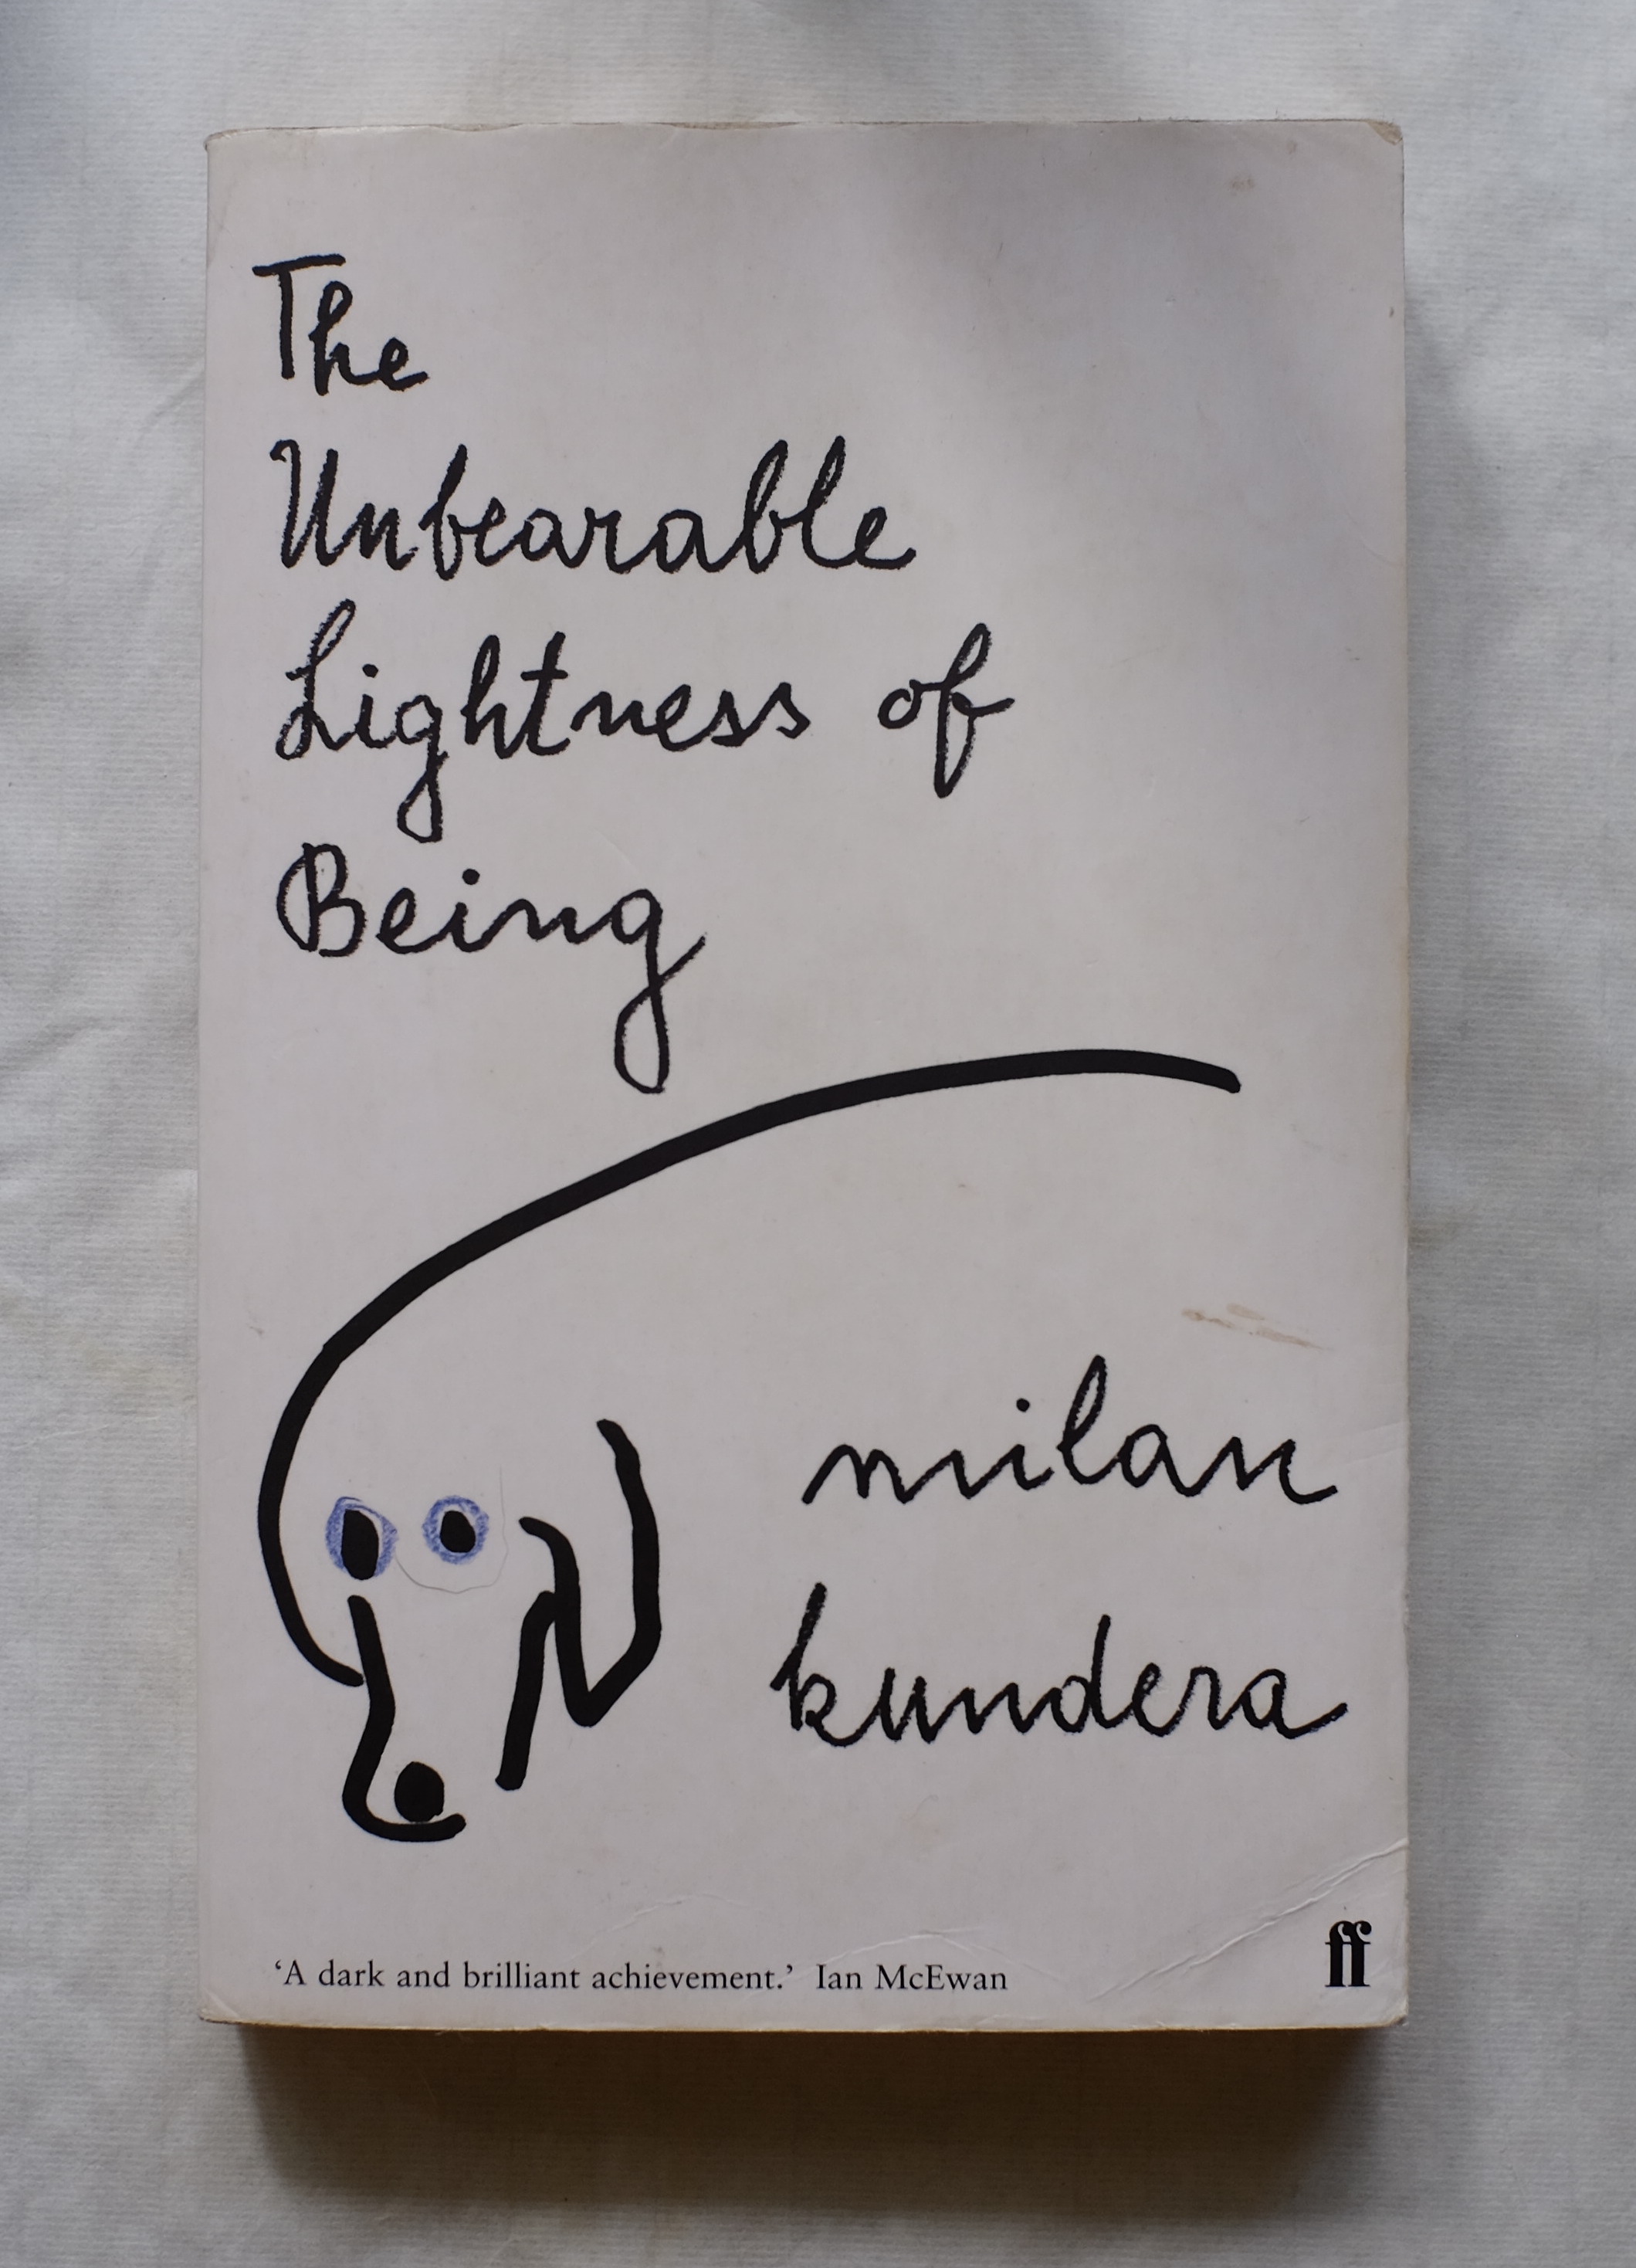 The
Unbearable
Lightness of
Being
milan
kundera
‘A dark and brilliant achievement.’ Ian McEwan
ff